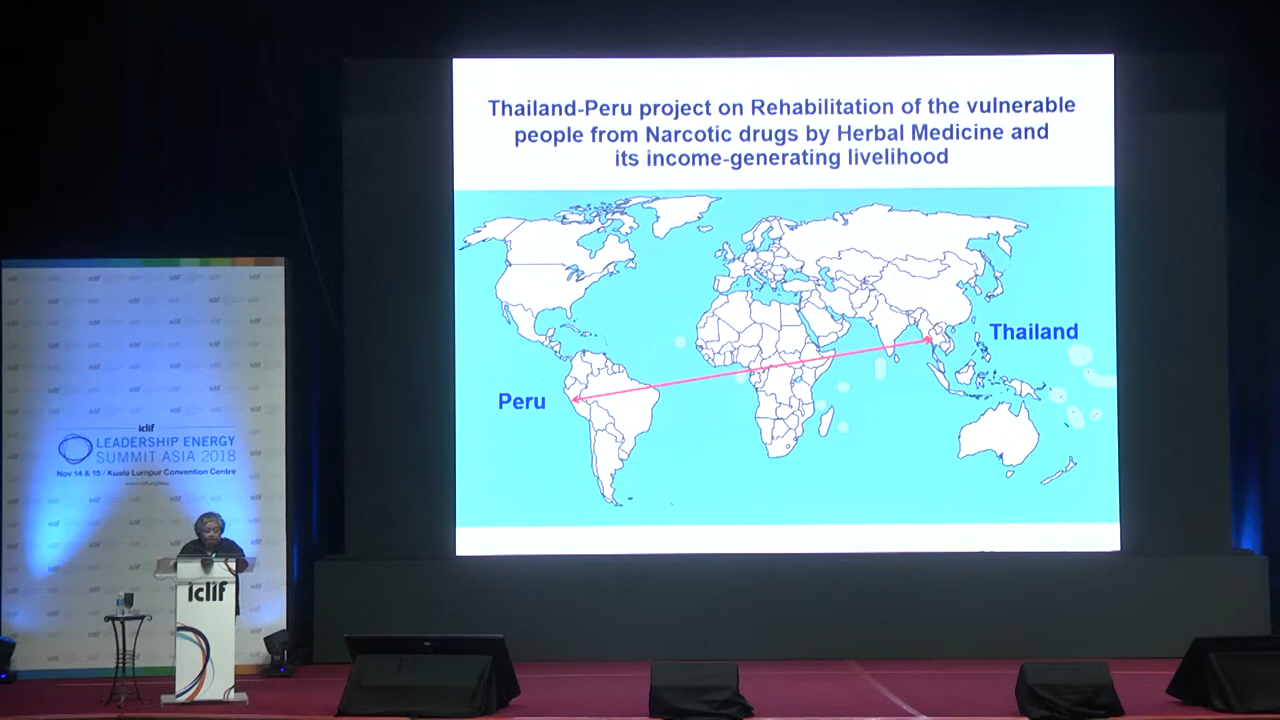 Thailand-Peru project on Rehabilitation of the vulnerable
people from Narcotic drugs by Herbal Medicine and
its income-generating livelihood
Thailand
Peru
iclif
LEADERSHIP ENERGY
SUMMIT ASIA 2018
Nov 14 & 15 / Kuala Lumpur Convention Centre
iclif